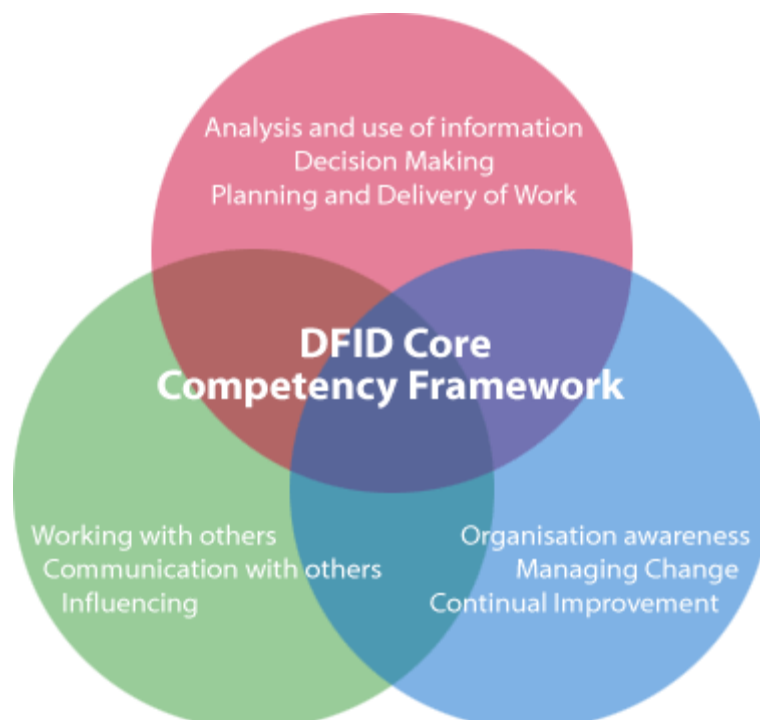 Analysis and use of information
Decision Making
Planning and Delivery of Work
DFID Core
Competency Framework
Working with others
Communication with others
Influencing
Organisation awareness
Managing Change
Continual Improvement